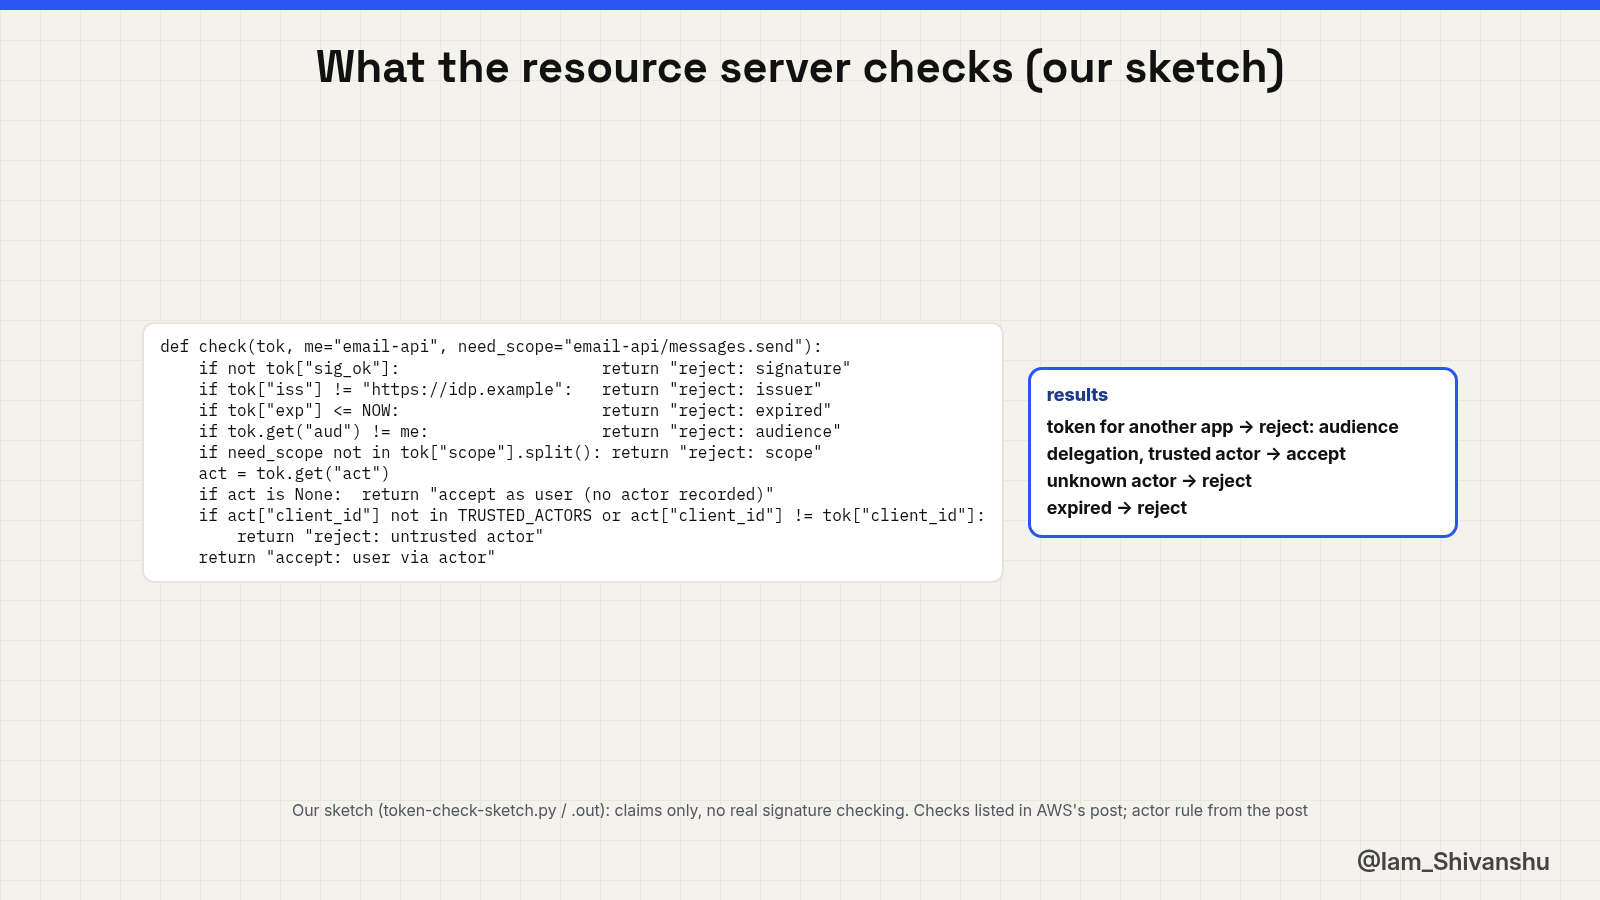 What the resource server checks (our sketch)
def check(tok, me="email-api", need_scope="email-api/messages.send"):
    if not tok["sig_ok"]:                     return "reject: signature"
    if tok["iss"] != "https://idp.example":   return "reject: issuer"
    if tok["exp"] <= NOW:                     return "reject: expired"
    if tok.get("aud") != me:                  return "reject: audience"
    if need_scope not in tok["scope"].split(): return "reject: scope"
    act = tok.get("act")
    if act is None:  return "accept as user (no actor recorded)"
    if act["client_id"] not in TRUSTED_ACTORS or act["client_id"] != tok["client_id"]:
        return "reject: untrusted actor"
    return "accept: user via actor"
results
token for another app → reject: audience
delegation, trusted actor → accept
unknown actor → reject
expired → reject
Our sketch (token-check-sketch.py / .out): claims only, no real signature checking. Checks listed in AWS's post; actor rule from the post
@Iam_Shivanshu